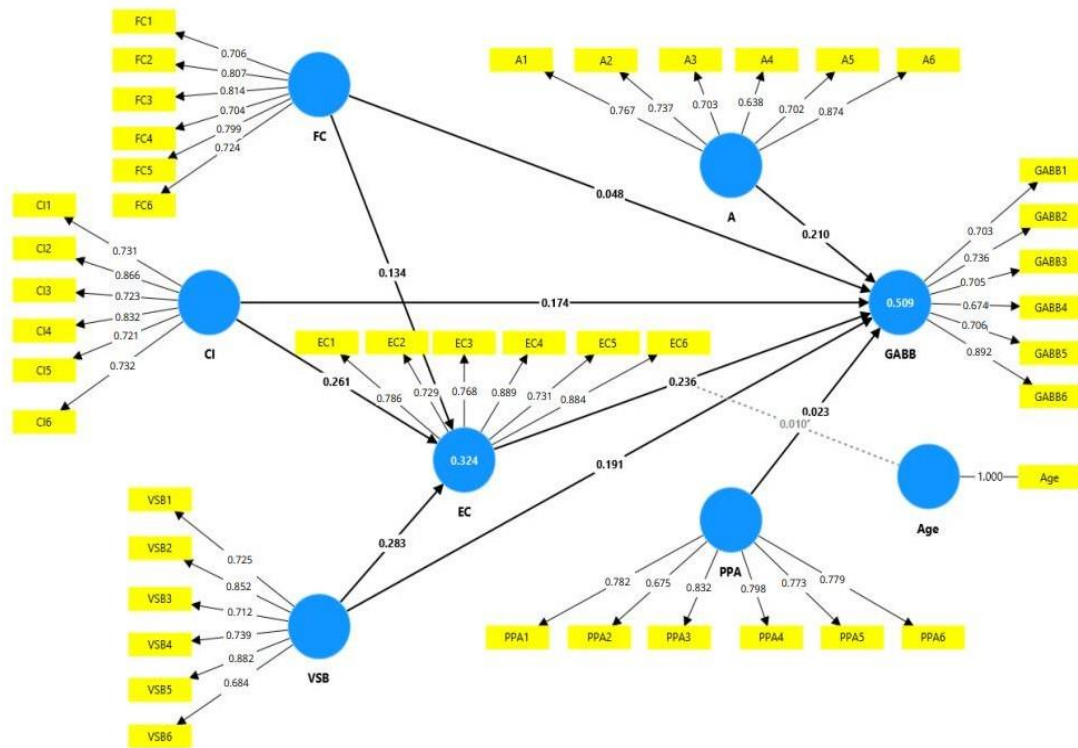 FC1
FC2
FC3
FC4
FC5
FC6
0.706
0.807
0.814
0.704
0.799
0.724
FC
A1
A2
A3
A4
A5
A6
0.767
0.737
0.703
0.638
0.702
0.874
A
0.048
0.210
0.134
CI1
CI2
CI3
CI4
CI5
CI6
0.731
0.866
0.723
0.832
0.721
0.732
CI
0.174
0.261
GABB1
GABB2
GABB3
GABB4
GABB5
GABB6
0.703
0.736
0.705
0.674
0.706
0.892
0.509
GABB
EC1
EC2
EC3
EC4
EC5
EC6
0.786
0.729
0.768
0.889
0.731
0.884
0.324
EC
0.236
0.023
0.010
0.191
0.283
Age
1.000
Age
VSB1
VSB2
VSB3
VSB4
VSB5
VSB6
0.725
0.852
0.712
0.739
0.882
0.684
VSB
PPA
0.782
0.675
0.832
0.798
0.773
0.779
PPA1
PPA2
PPA3
PPA4
PPA5
PPA6